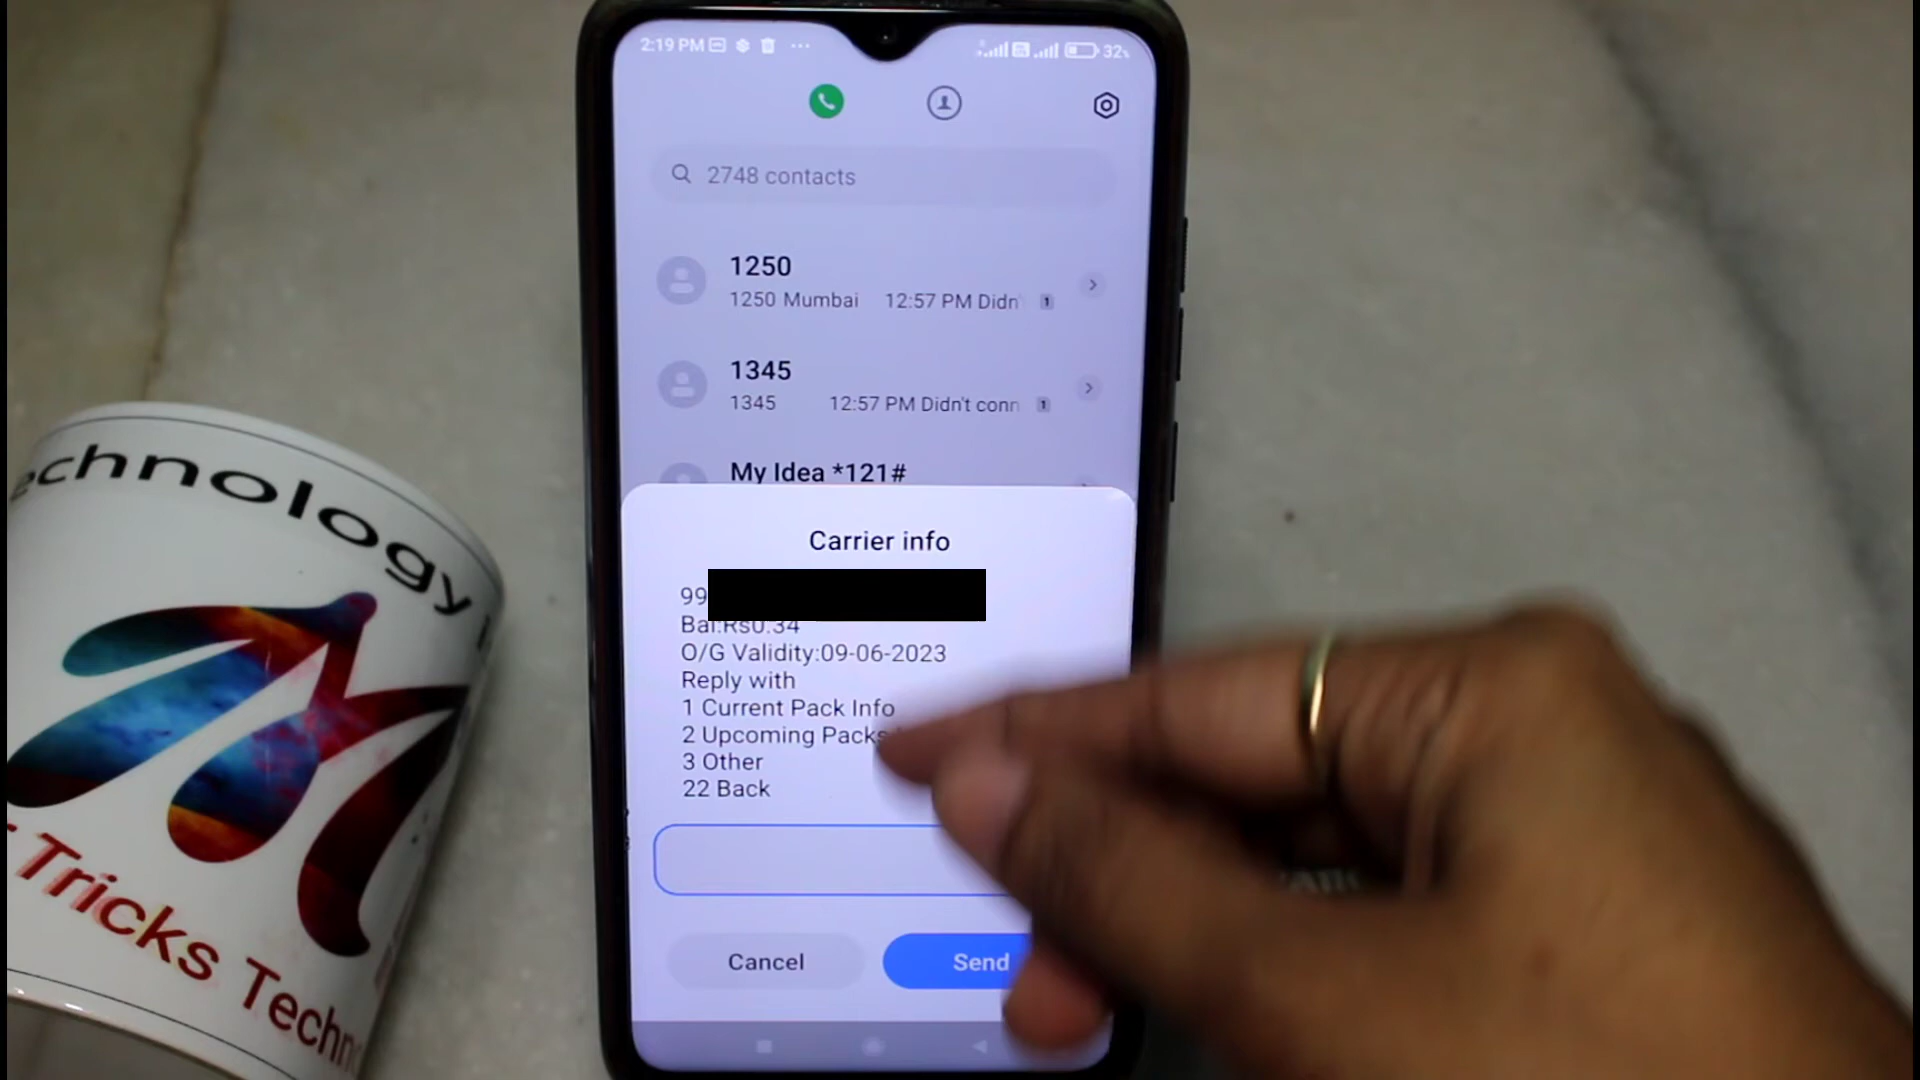 2:19 PM ... 32%
2748 contacts
1250
1250 Mumbai 12:57 PM Didn' 1
1345
1345 12:57 PM Didn't conn 1
My Idea *121#
Carrier info
99
Bal:Rs0.34
O/G Validity:09-06-2023
Reply with
1 Current Pack Info
2 Upcoming Packs
3 Other
22 Back
Cancel Send
echnology
M
Tricks Techn